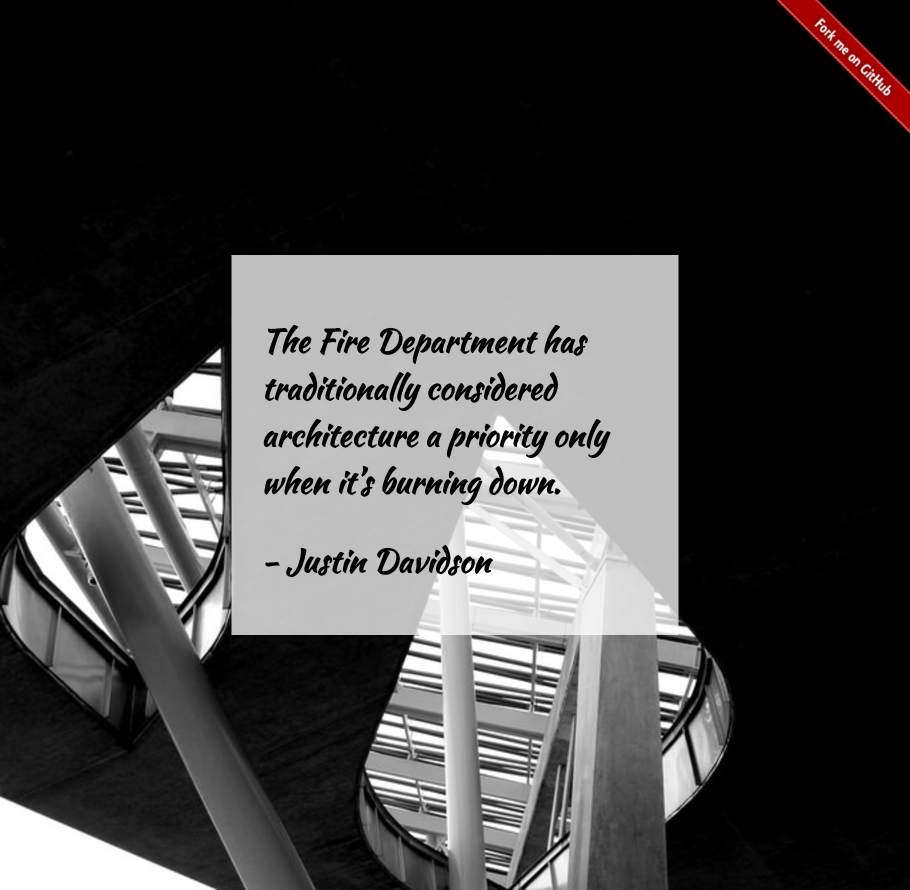 Fork me on GitHub
The Fire Department has
traditionally considered
architecture a priority only
when it's burning down.
- Justin Davidson